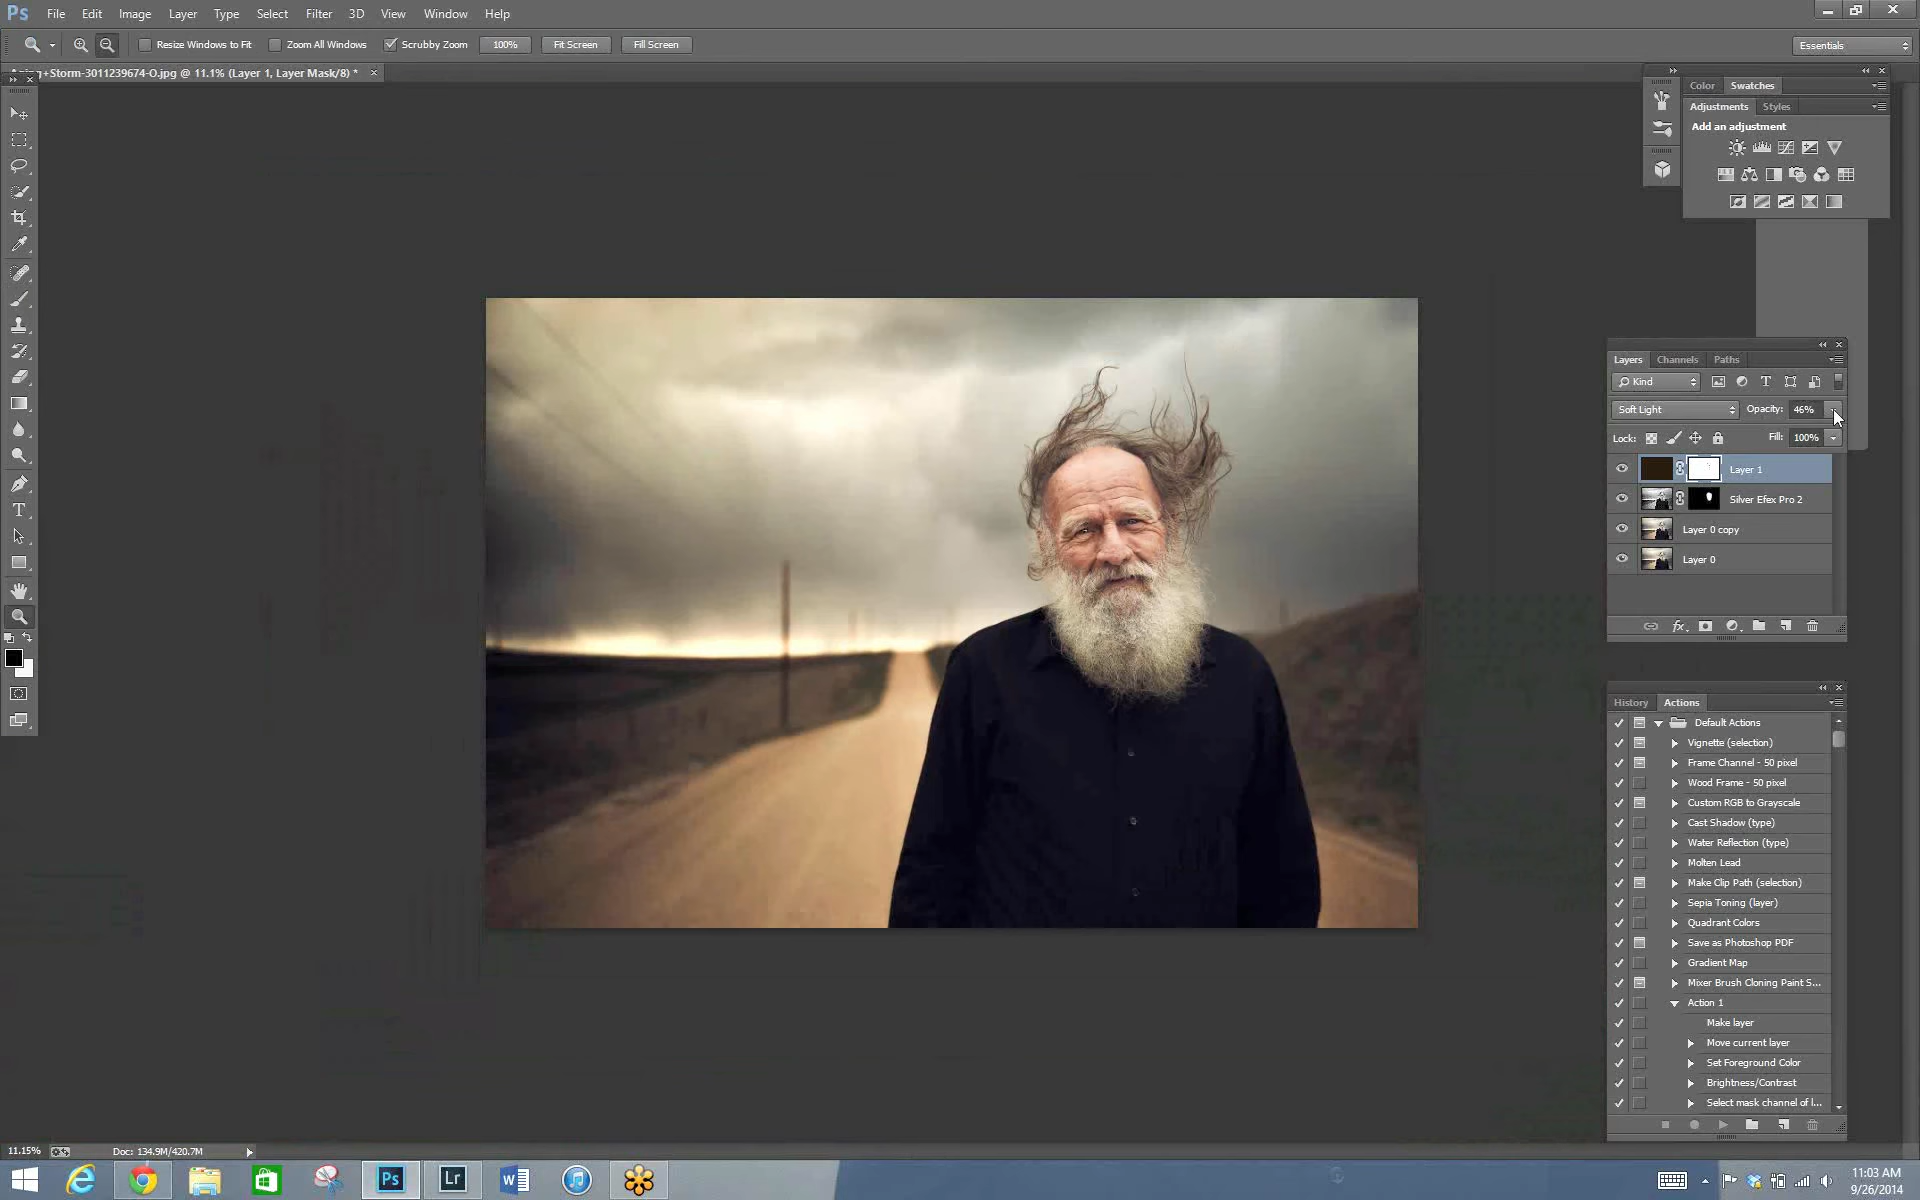 Ps File Edit Image Layer Type Select Filter 3D View Window Help
Resize Windows to Fit Zoom All Windows Scrubby Zoom 100% Fit Screen Fill Screen Essentials
+Storm-3011239674-O.jpg @ 11.1% (Layer 1, Layer Mask/8) *
Color Swatches
Adjustments Styles
Add an adjustment
Layers Channels Paths
Kind
Soft Light Opacity: 46%
Lock: Fill: 100%
Layer 1
Silver Efex Pro 2
Layer 0 copy
Layer 0
History Actions
Default Actions
Vignette (selection)
Frame Channel - 50 pixel
Wood Frame - 50 pixel
Custom RGB to Grayscale
Cast Shadow (type)
Water Reflection (type)
Molten Lead
Make Clip Path (selection)
Sepia Toning (layer)
Quadrant Colors
Save as Photoshop PDF
Gradient Map
Mixer Brush Cloning Paint S...
Action 1
Make layer
Move current layer
Set Foreground Color
Brightness/Contrast
Select mask channel of l...
11.15% Doc: 134.9M/420.7M
Ps Lr
11:03 AM
9/26/2014